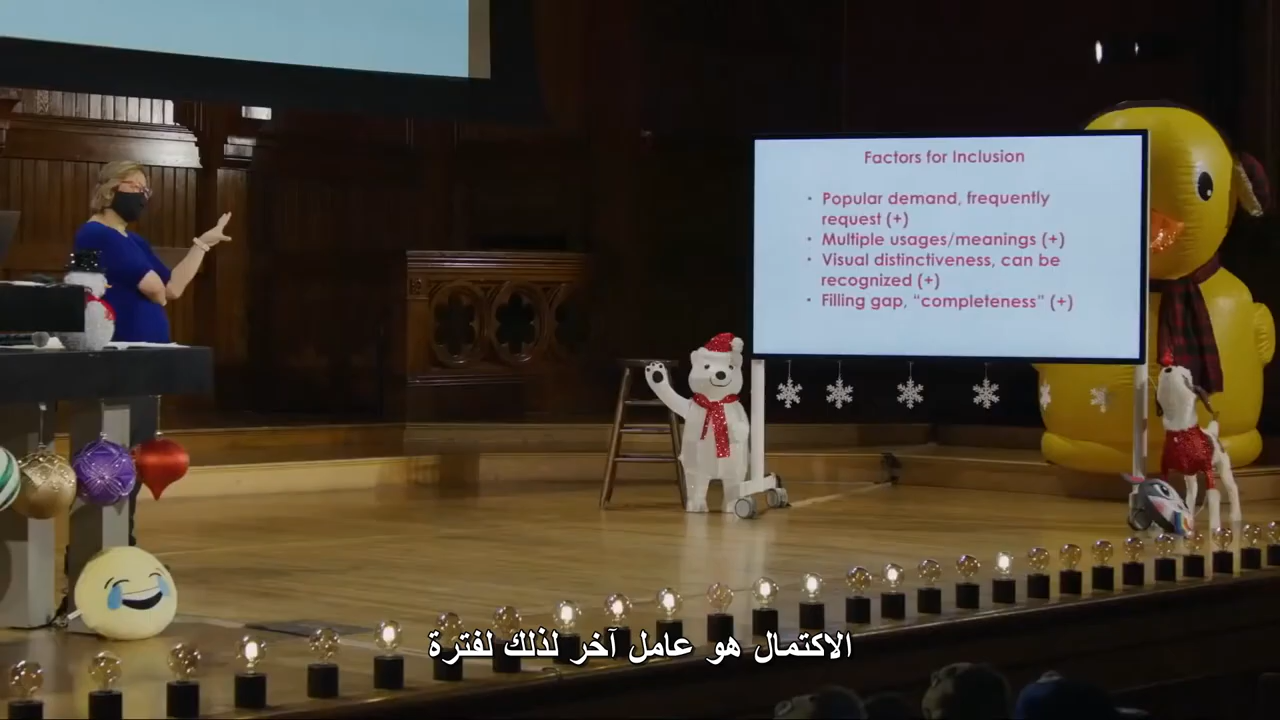 Factors for Inclusion
• Popular demand, frequently
request (+)
• Multiple usages/meanings (+)
• Visual distinctiveness, can be
recognized (+)
• Filling gap, “completeness” (+)
الاكتمال هو عامل آخر لذلك لفترة